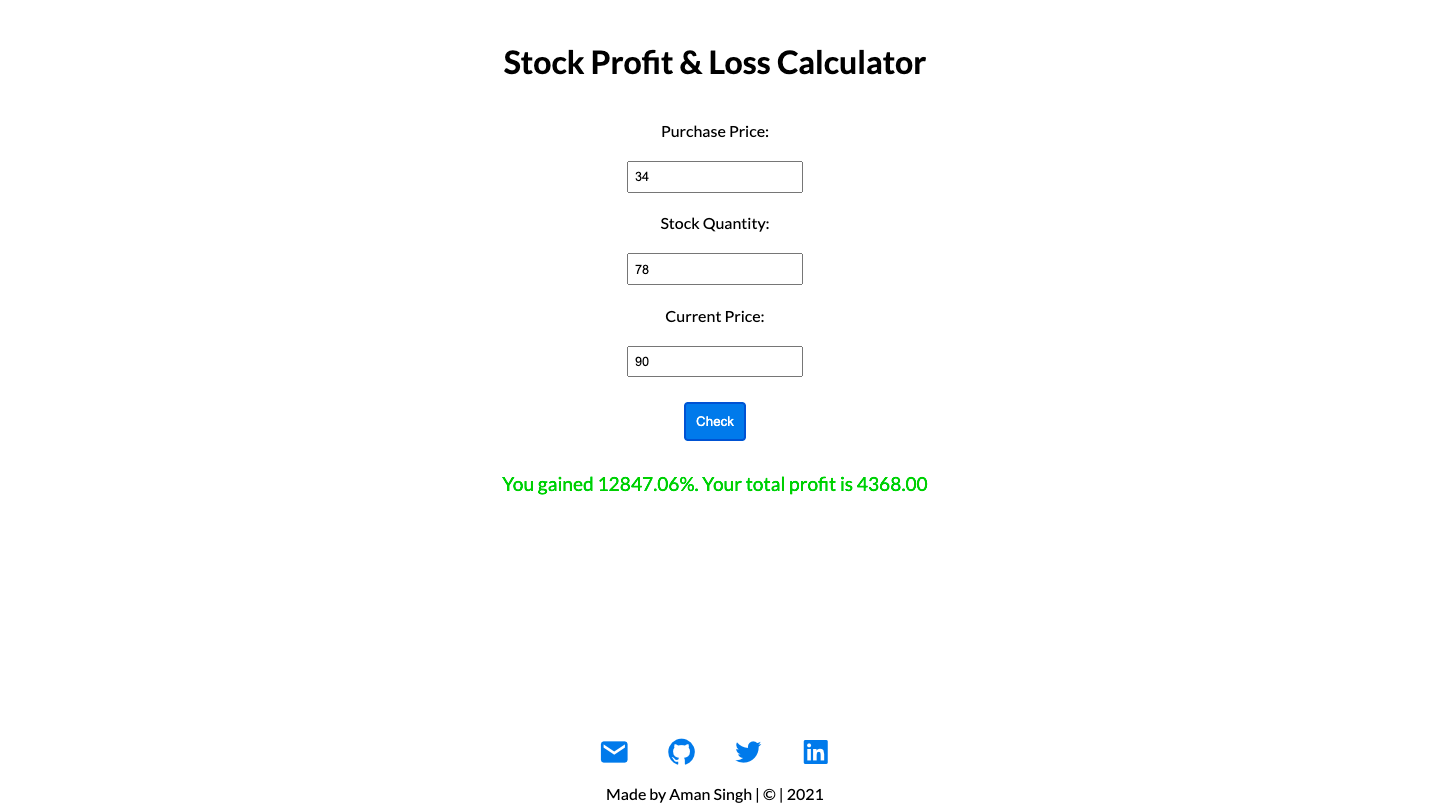 Stock Profit & Loss Calculator
Purchase Price:
34
Stock Quantity:
78
Current Price:
90
Check
You gained 12847.06%. Your total profit is 4368.00
in
Made by Aman Singh | © | 2021